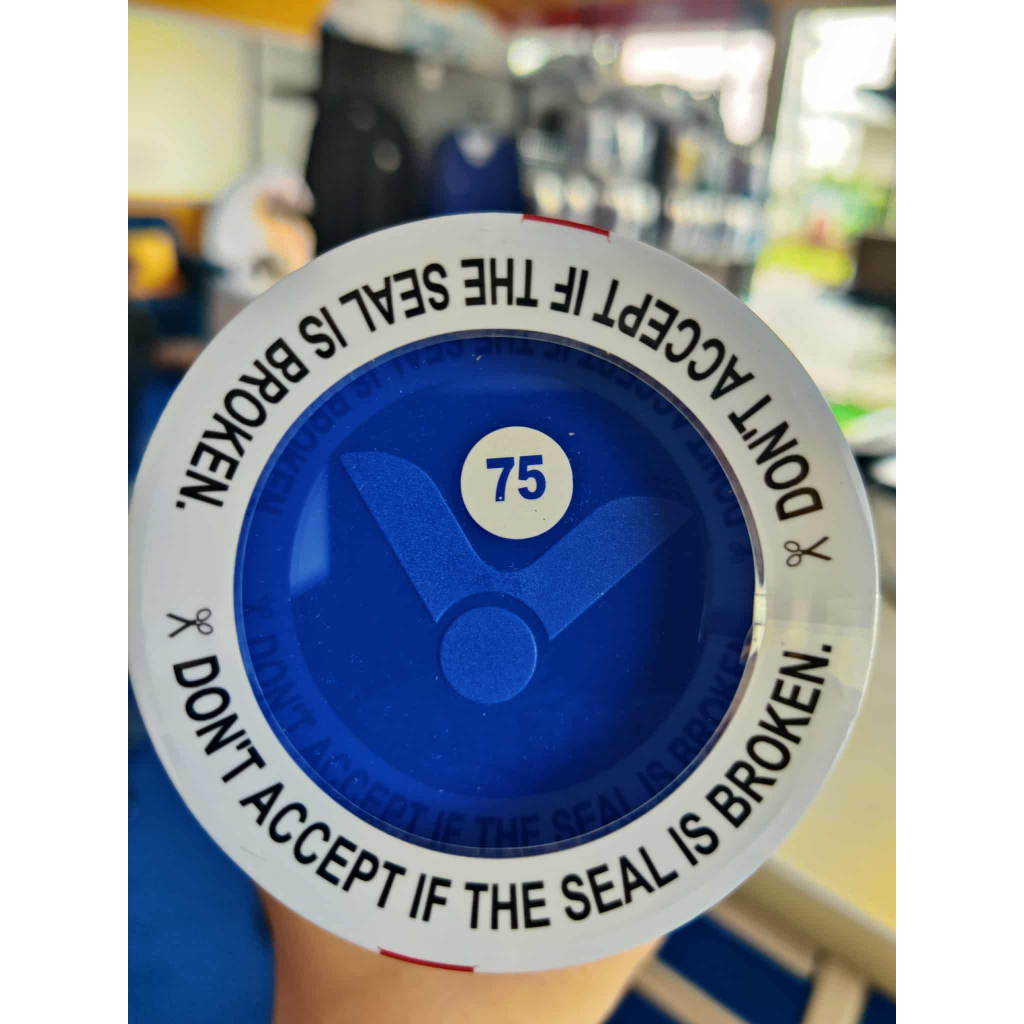 DON'T ACCEPT IF THE SEAL IS BROKEN.
75
DON'T ACCEPT IF THE SEAL IS BROKEN.